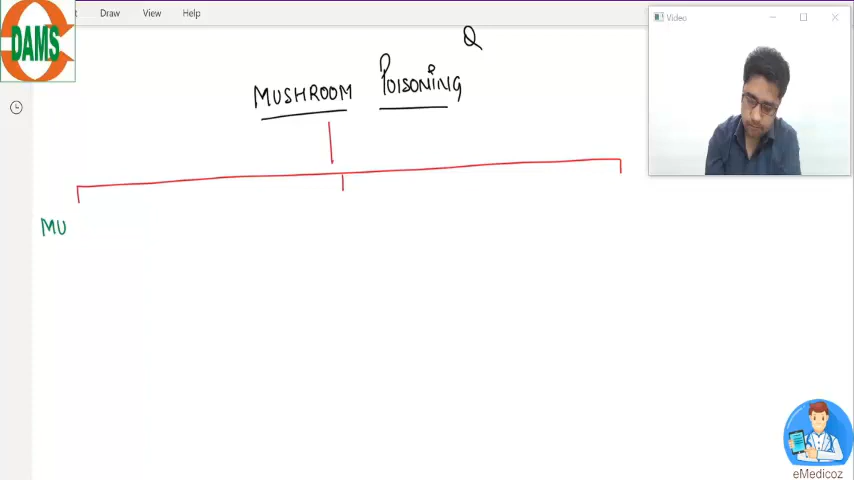 DAMS
Draw View Help
Video
Q
MUSHROOM POISONING
MU
eMedicoz